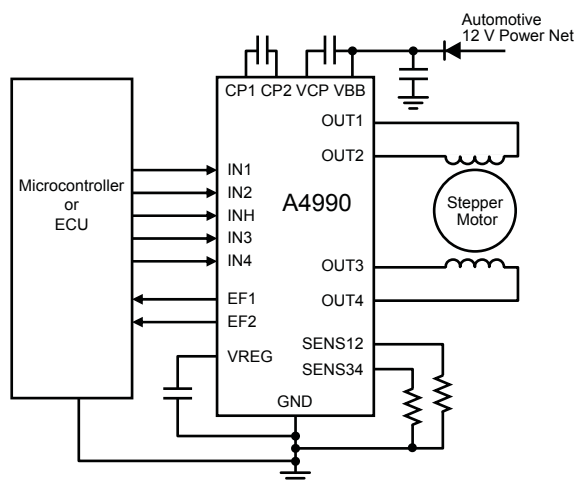 Automotive
12 V Power Net
CP1 CP2 VCP VBB
OUT1
OUT2
Microcontroller
or
ECU
IN1
IN2
INH
IN3
IN4
A4990
Stepper
Motor
OUT3
OUT4
EF1
EF2
VREG
SENS12
SENS34
GND